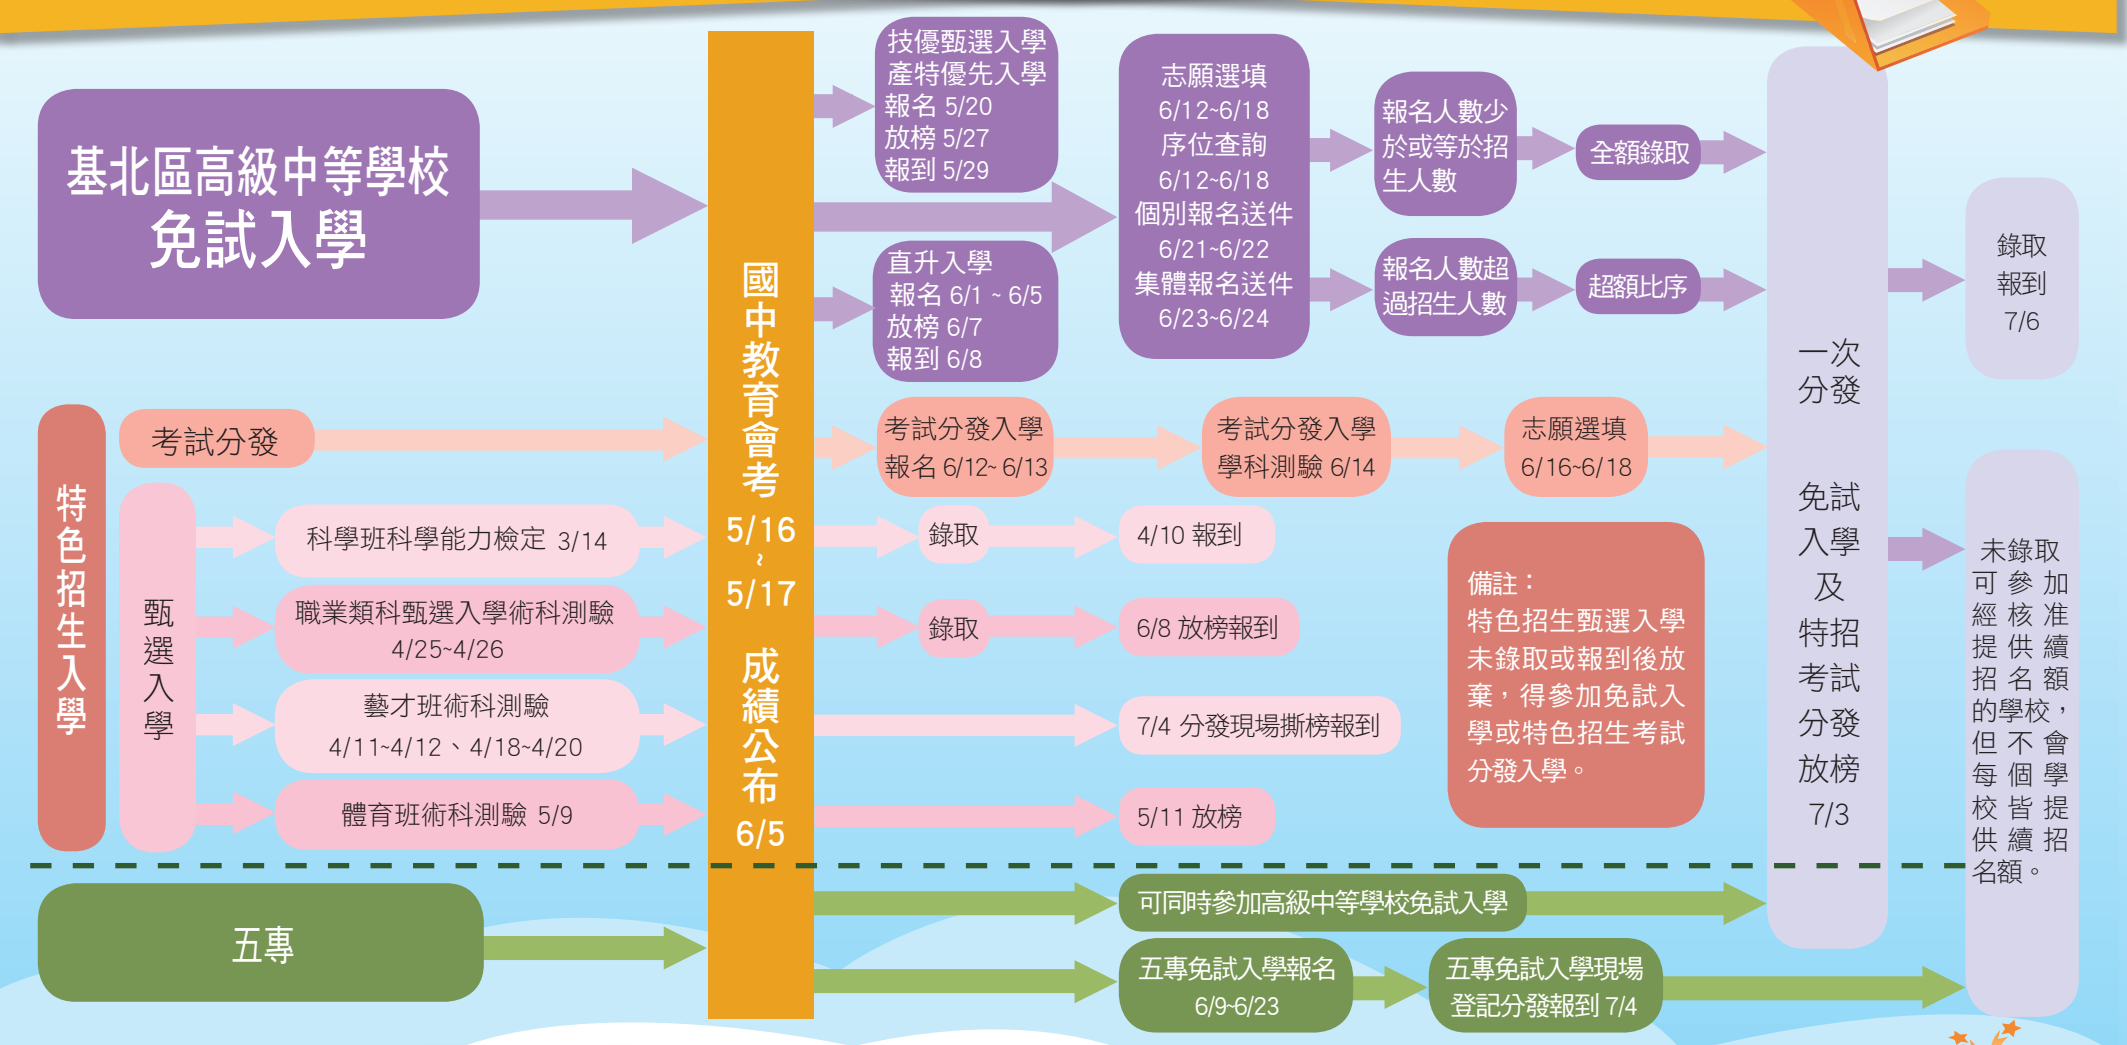 基北區高級中等學校
免試入學
國中教育會考
5/16
~
5/17
成績公布
6/5
技優甄選入學
產特優先入學
報名 5/20
放榜 5/27
報到 5/29
直升入學
報名 6/1 ~ 6/5
放榜 6/7
報到 6/8
志願選填
6/12~6/18
序位查詢
6/12~6/18
個別報名送件
6/21~6/22
集體報名送件
6/23~6/24
報名人數少
於或等於招
生人數
全額錄取
報名人數超
過招生人數
超額比序
一次
分發
免試
入學
及
特招
考試
分發
放榜
7/3
錄取
報到
7/6
未錄取
可參加
經核准
提供續
招名額
的學校，
但不會
每個學
校皆提
供續招
名額。
特色招生入學
考試分發
考試分發入學
報名 6/12~ 6/13
考試分發入學
學科測驗 6/14
志願選填
6/16~6/18
甄選入學
科學班科學能力檢定 3/14
錄取
4/10 報到
職業類科甄選入學術科測驗
4/25~4/26
錄取
6/8 放榜報到
藝才班術科測驗
4/11~4/12、4/18~4/20
7/4 分發現場撕榜報到
體育班術科測驗 5/9
5/11 放榜
備註：
特色招生甄選入學
未錄取或報到後放
棄，得參加免試入
學或特色招生考試
分發入學。
五專
可同時參加高級中等學校免試入學
五專免試入學報名
6/9~6/23
五專免試入學現場
登記分發報到 7/4